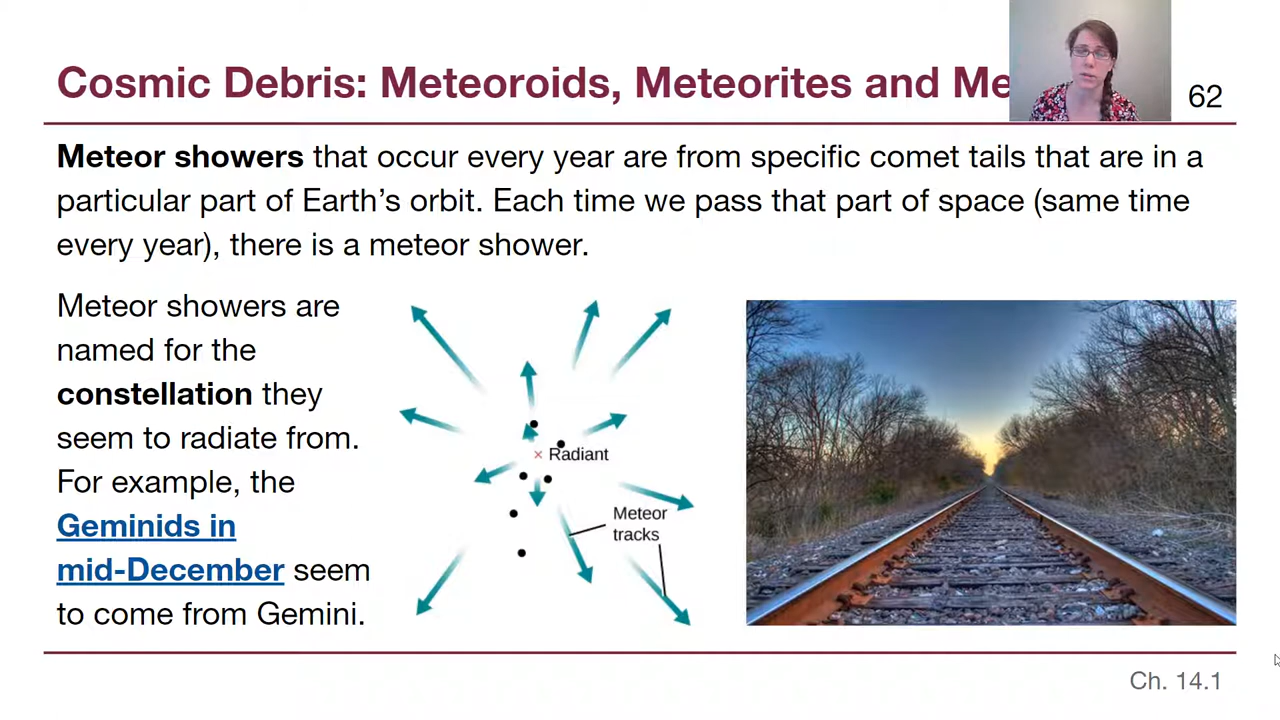 Cosmic Debris: Meteoroids, Meteorites and Me
62
Meteor showers that occur every year are from specific comet tails that are in a
particular part of Earth's orbit. Each time we pass that part of space (same time
every year), there is a meteor shower.
Meteor showers are
named for the
constellation they
seem to radiate from.
For example, the
Geminids in
mid-December seem
to come from Gemini.
Radiant
Meteor
tracks
Ch. 14.1